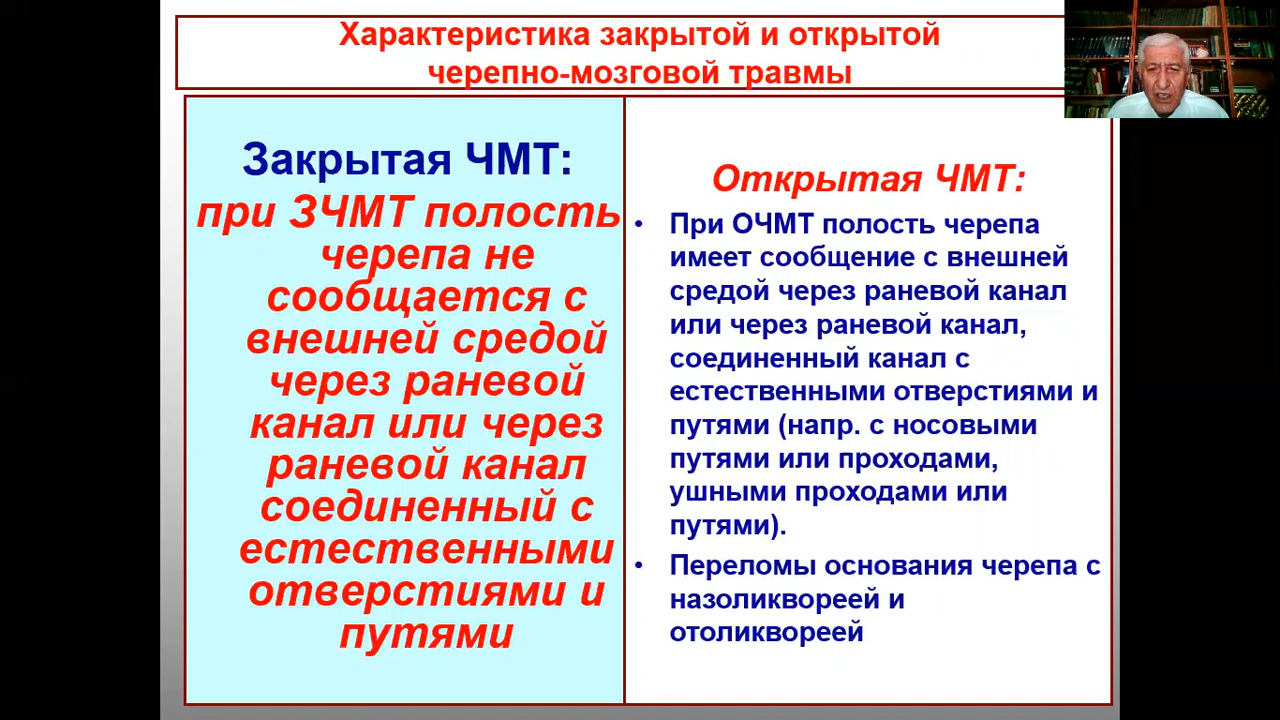 Характеристика закрытой и открытой
черепно-мозговой травмы
Закрытая ЧМТ:
при ЗЧМТ полость
черепа не
сообщается с
внешней средой
через раневой
канал или через
раневой канал
соединенный с
естественными
отверстиями и
путями
Открытая ЧМТ:
• При ОЧМТ полость черепа
имеет сообщение с внешней
средой через раневой канал
или через раневой канал,
соединенный канал с
естественными отверстиями и
путями (напр. с носовыми
путями или проходами,
ушными проходами или
путями).
• Переломы основания черепа с
назоликвореей и
отоликвореей